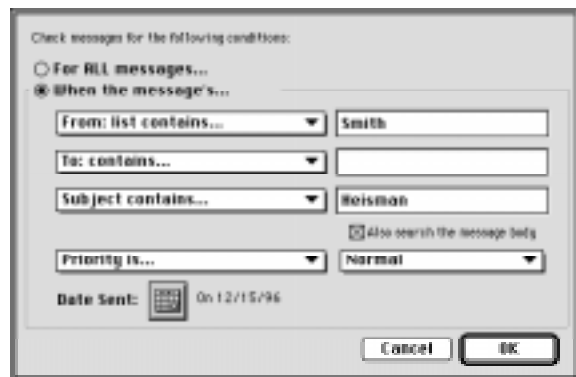 Check messages for the following conditions:
For ALL messages...
When the message's...
From: list contains... Smith
To: contains...
Subject contains... Heisman
Also search the message body
Priority is... Normal
Date Sent: On 12/15/96
Cancel OK